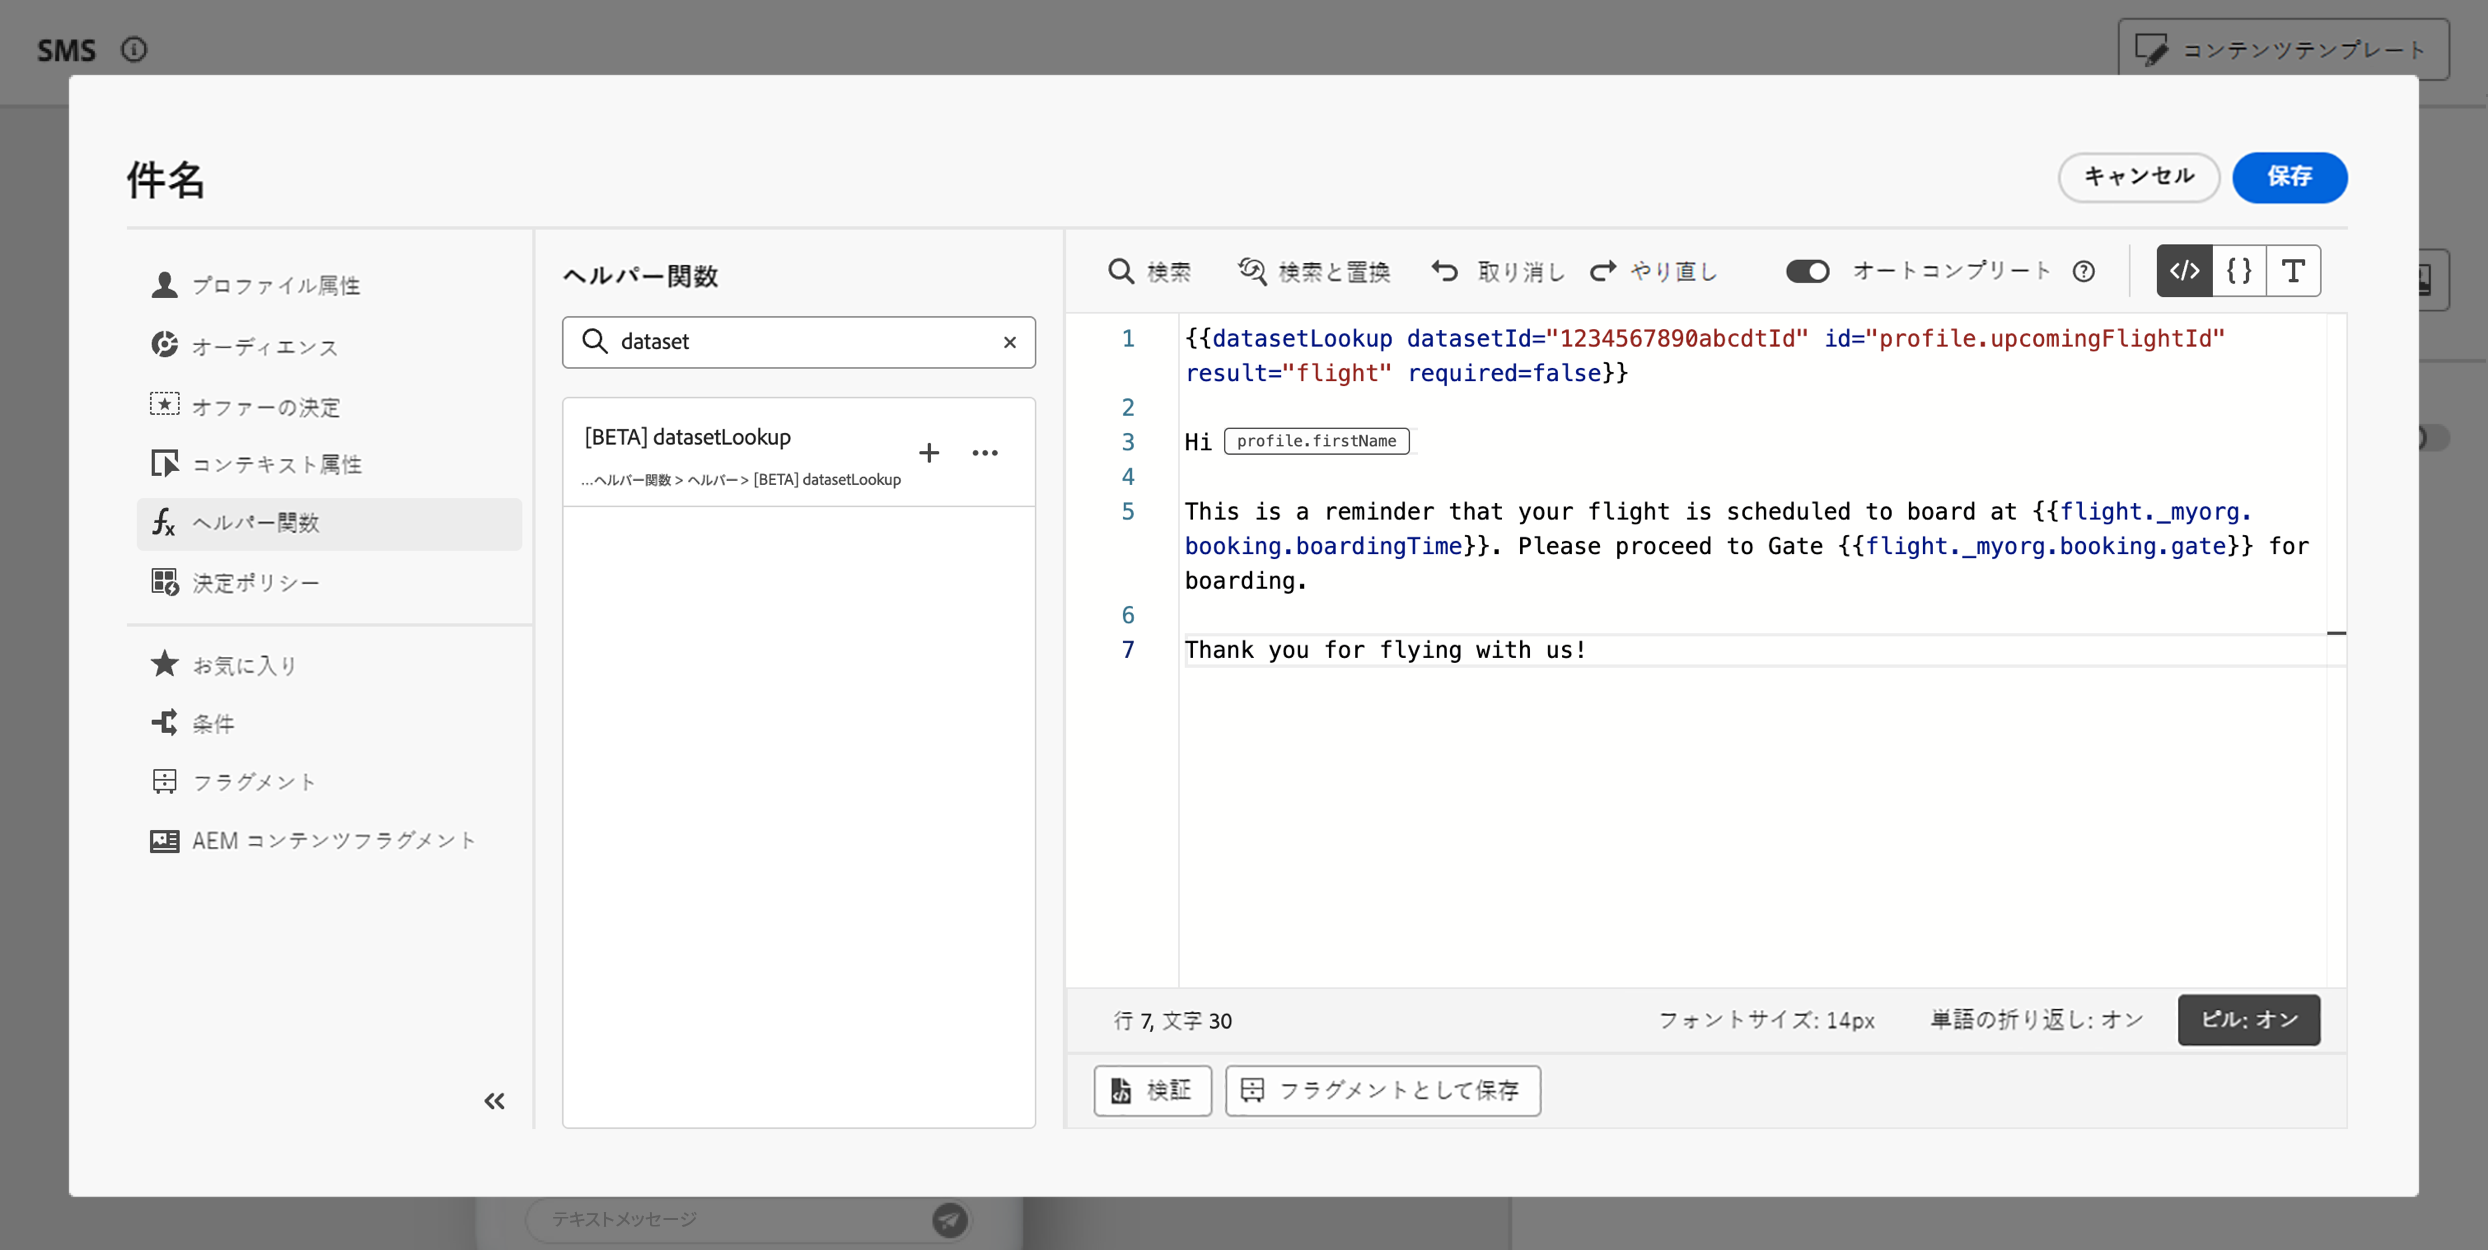 SMS
コンテンツテンプレート
件名
キャンセル
保存
プロファイル属性
オーディエンス
オファーの決定
コンテキスト属性
ヘルパー関数
決定ポリシー
お気に入り
条件
フラグメント
AEM コンテンツフラグメント
ヘルパー関数
dataset
[BETA] datasetLookup
...ヘルパー関数 > ヘルパー > [BETA] datasetLookup
検索
検索と置換
取り消し
やり直し
オートコンプリート
1 {{datasetLookup datasetId="1234567890abcdtId" id="profile.upcomingFlightId"
result="flight" required=false}}
2
3 Hi profile.firstName
4
5 This is a reminder that your flight is scheduled to board at {{flight._myorg.
booking.boardingTime}}. Please proceed to Gate {{flight._myorg.booking.gate}} for
boarding.
6
7 Thank you for flying with us!
行 7, 文字 30
フォントサイズ: 14px
単語の折り返し: オン
ピル: オン
検証
フラグメントとして保存
テキストメッセージ